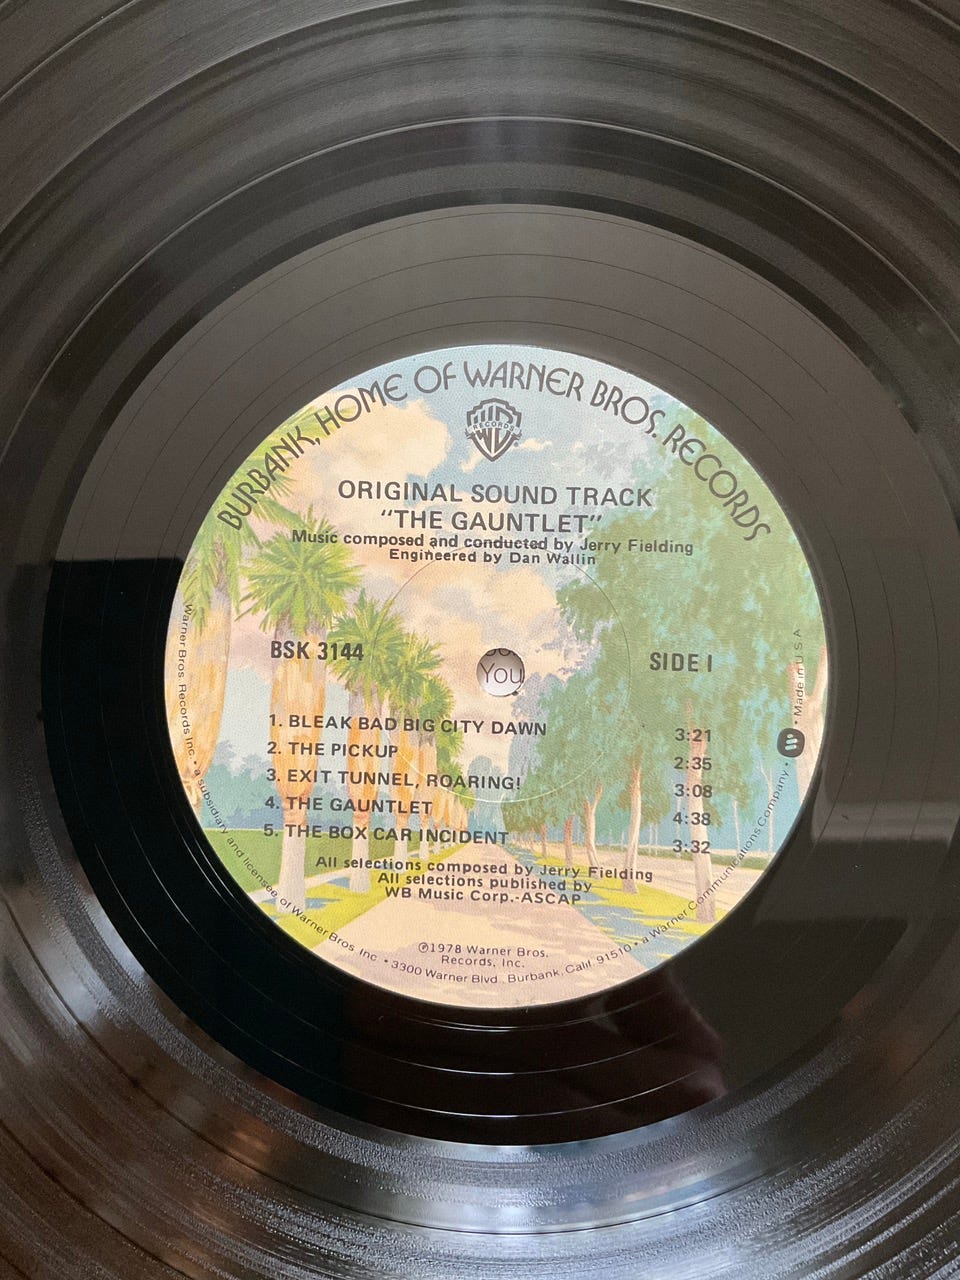 BURBANK, HOME OF WARNER BROS. RECORDS
WB
RECORDS
ORIGINAL SOUND TRACK
"THE GAUNTLET"
Music composed and conducted by Jerry Fielding
Engineered by Dan Wallin
BSK 3144
You
SIDE I
1. BLEAK BAD BIG CITY DAWN 3:21
2. THE PICKUP 2:35
3. EXIT TUNNEL, ROARING! 3:08
4. THE GAUNTLET 4:38
5. THE BOX CAR INCIDENT 3:32
All selections composed by Jerry Fielding
All selections published by
WB Music Corp.-ASCAP
℗1978 Warner Bros.
Records, Inc.
Warner Bros. Records Inc. • a subsidiary and licensee of Warner Bros. Inc. • 3300 Warner Blvd., Burbank, Calif. 91510 • a Warner Communications Company • Made in U.S.A.